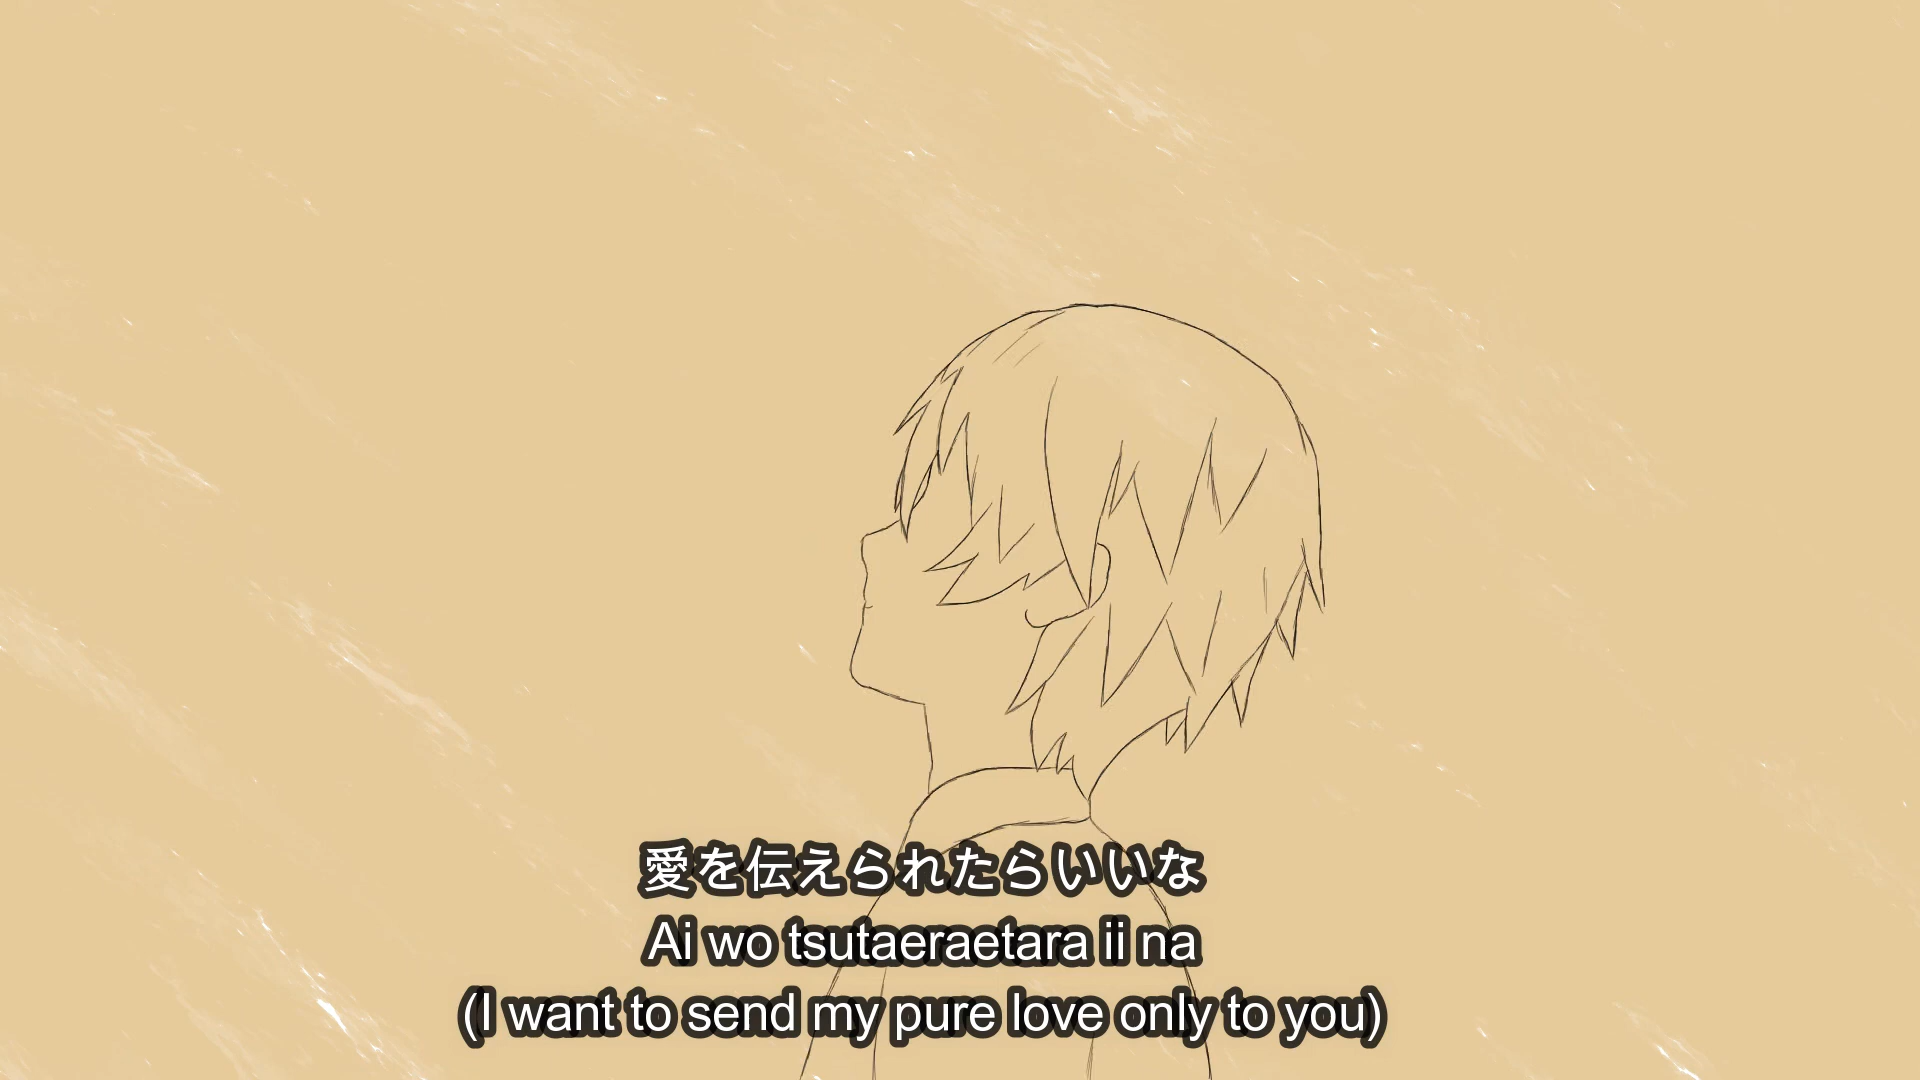 愛を伝えられたらいいな
Ai wo tsutaeraetara ii na
(I want to send my pure love only to you)